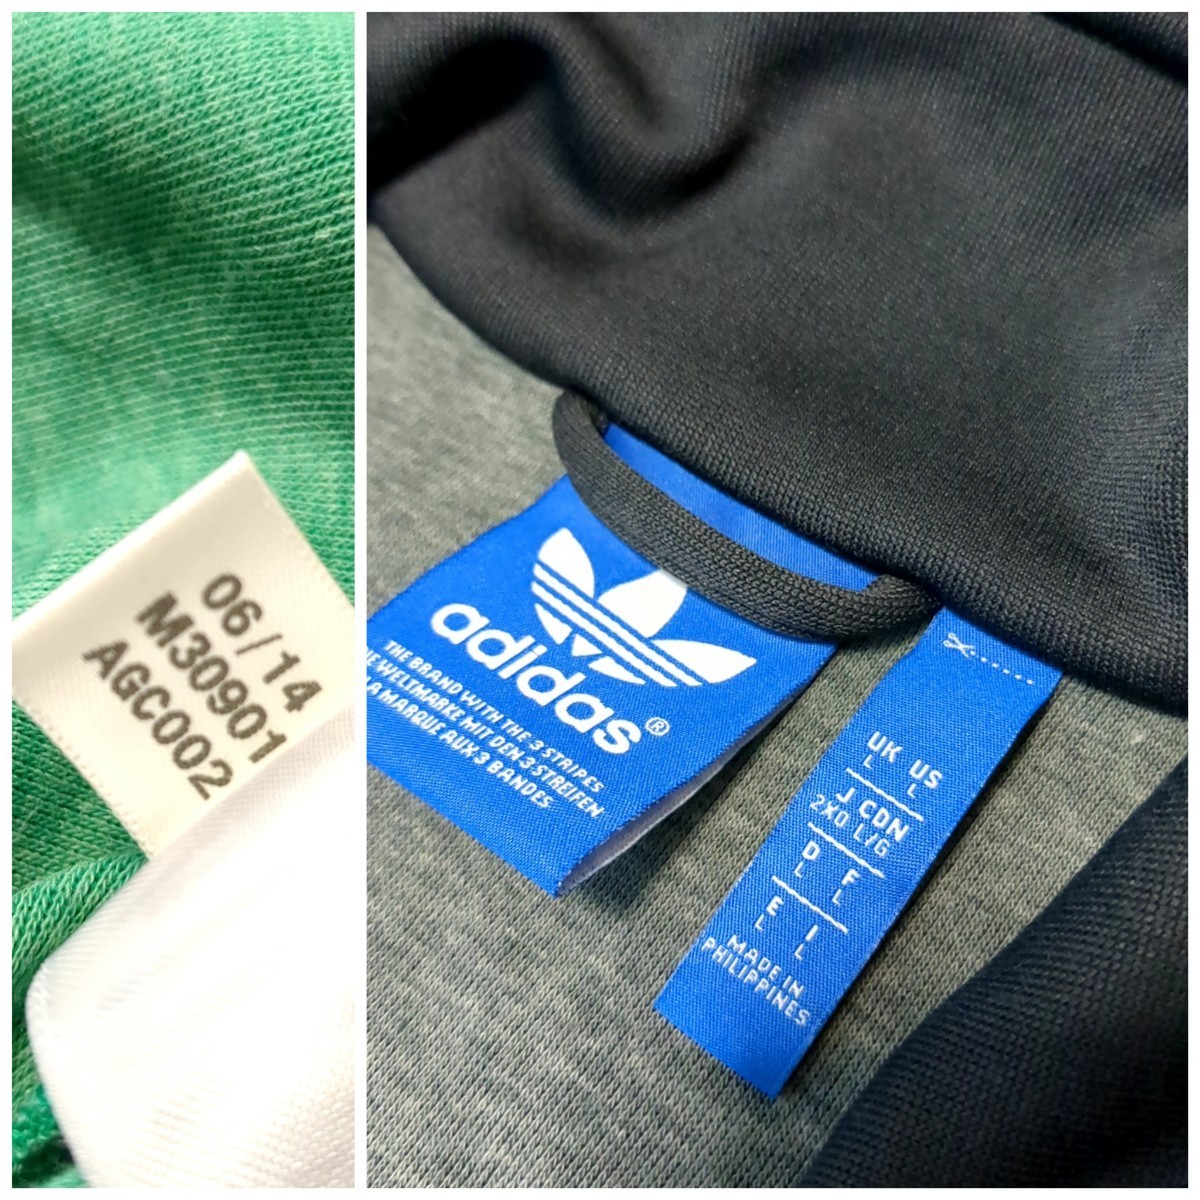 06/14
M30901
AGC002
adidas®
THE BRAND WITH THE 3 STRIPES
WELTMARKE MIT DEN 3 STREIFEN
LA MARQUE AUX 3 BANDES
UK US
L L
J CDN
2XO L/G
D F
L L
E I
L L
MADE IN
PHILIPPINES